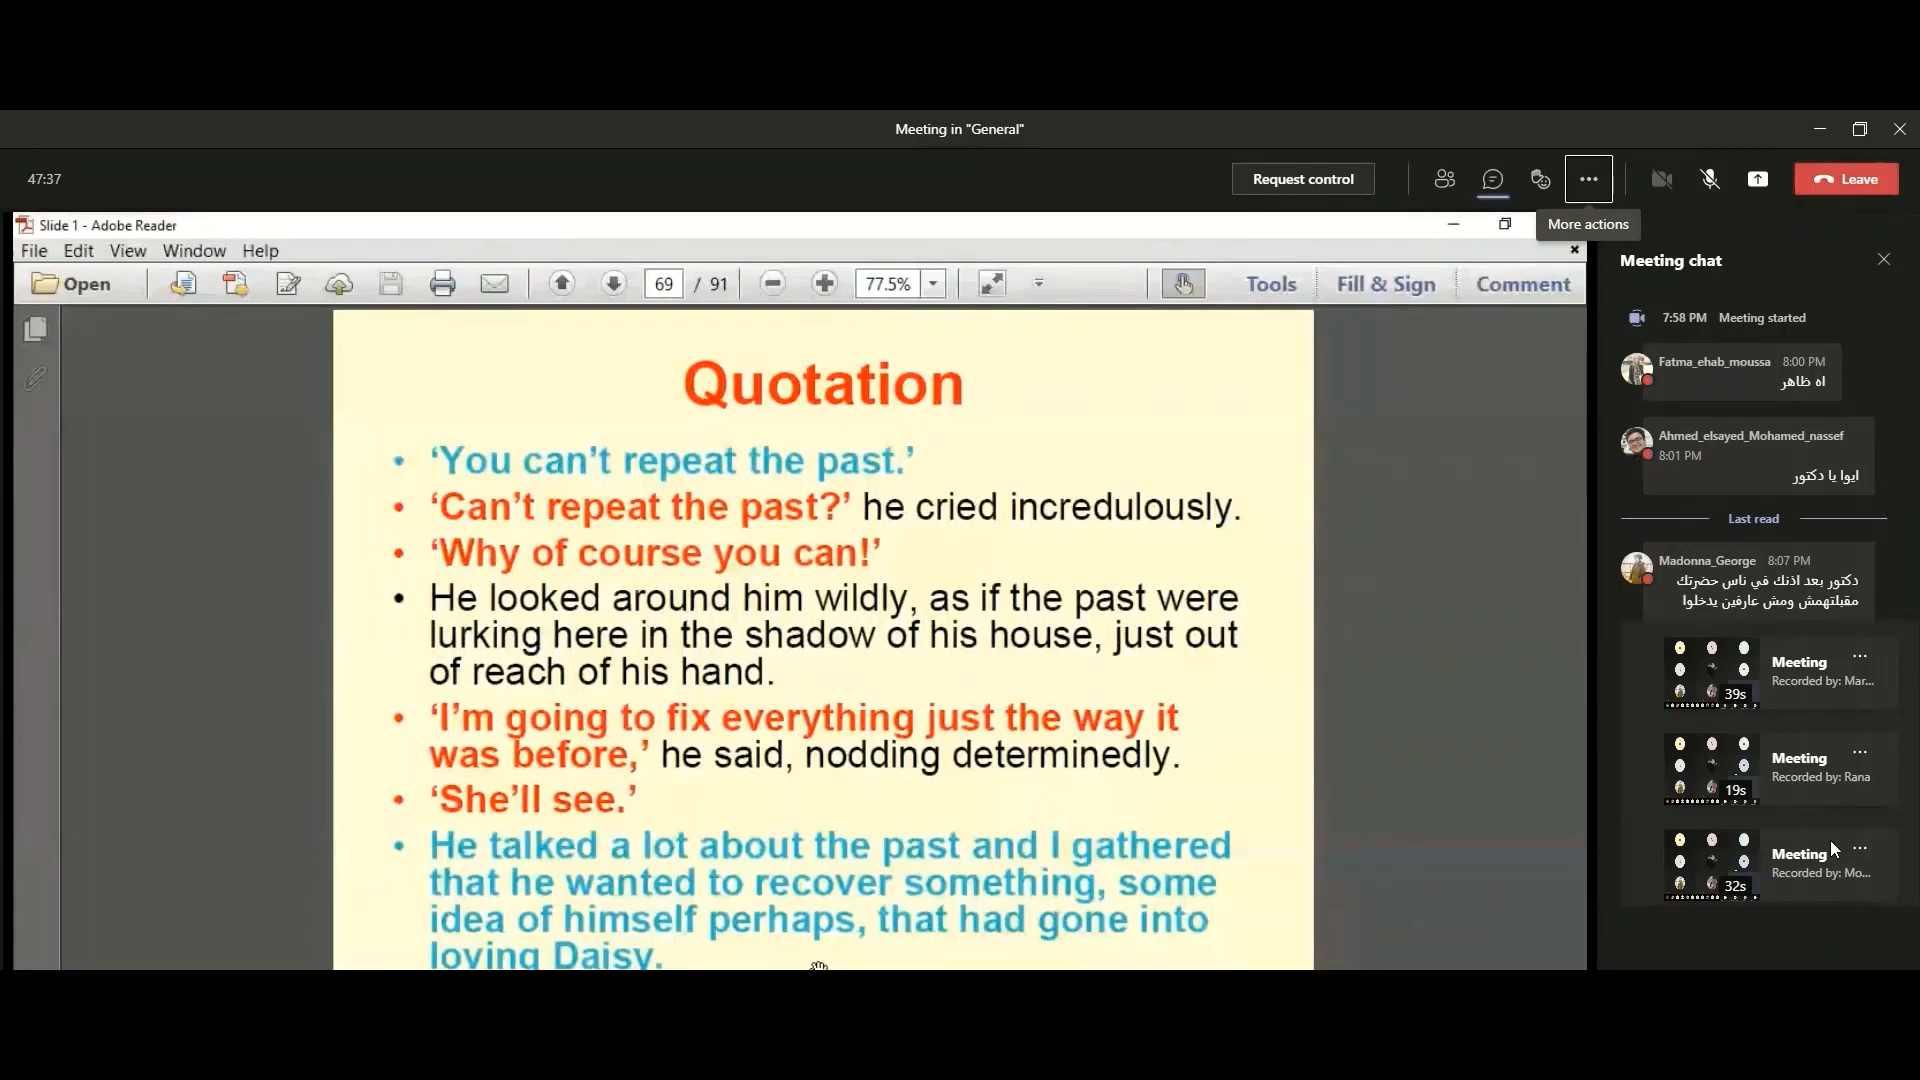 Meeting in "General"
47:37
Request control
Leave
More actions
Slide 1 - Adobe Reader
File Edit View Window Help
Open
69 / 91
77.5%
Tools
Fill & Sign
Comment
Quotation
• ‘You can’t repeat the past.’
• ‘Can’t repeat the past?’ he cried incredulously.
• ‘Why of course you can!’
• He looked around him wildly, as if the past were
lurking here in the shadow of his house, just out
of reach of his hand.
• ‘I’m going to fix everything just the way it
was before,’ he said, nodding determinedly.
• ‘She’ll see.’
• He talked a lot about the past and I gathered
that he wanted to recover something, some
idea of himself perhaps, that had gone into
loving Daisy.
Meeting chat
7:58 PM Meeting started
Fatma_ehab_moussa 8:00 PM
اه ظاهر
Ahmed_elsayed_Mohamed_nassef
8:01 PM
ايوا يا دكتور
Last read
Madonna_George 8:07 PM
دكتور بعد اذنك في ناس حضرتك
مقبلتهمش ومش عارفين يدخلوا
Meeting
Recorded by: Mar...
39s
Meeting
Recorded by: Rana
19s
Meeting
Recorded by: Mo...
32s